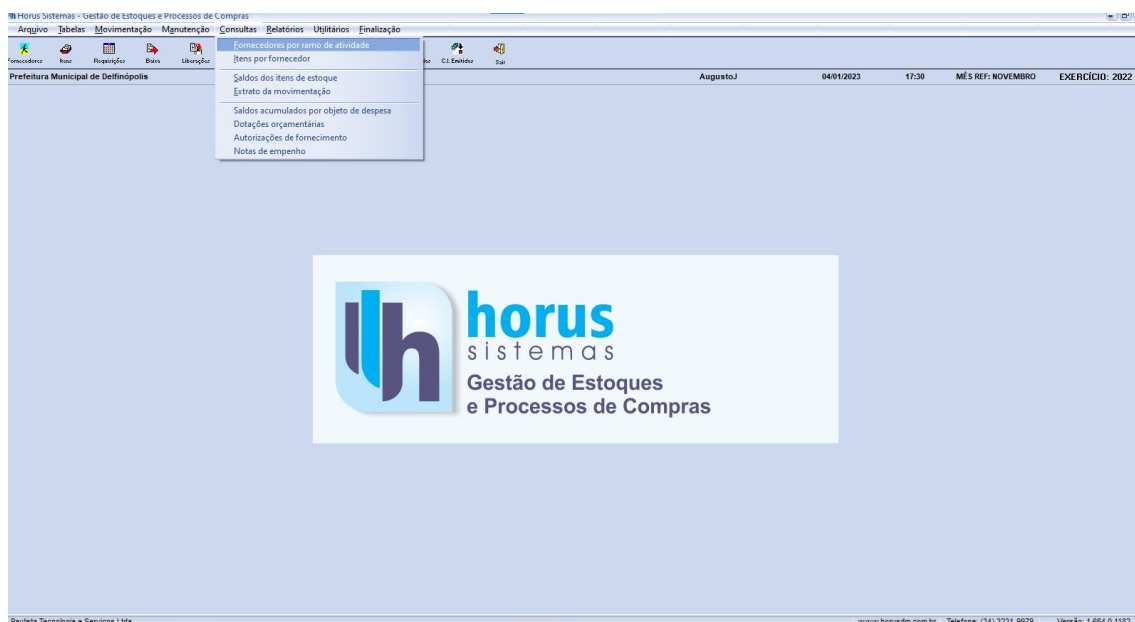 Horus Sistemas - Gestão de Estoques e Processos de Compras
Arquivo Tabelas Movimentação Manutenção Consultas Relatórios Utilitários Finalização
Fornecedores Itens Requisições Baixa Liberações C.I. Emitidas Sair
Prefeitura Municipal de Delfinópolis AugustoJ 04/01/2023 17:30 MÊS REF: NOVEMBRO EXERCÍCIO: 2022
Fornecedores por ramo de atividade
Itens por fornecedor
Saldos dos itens de estoque
Extrato da movimentação
Saldos acumulados por objeto de despesa
Dotações orçamentárias
Autorizações de fornecimento
Notas de empenho
horus
sistemas
Gestão de Estoques
e Processos de Compras
Paulista Tecnologia e Serviços Ltda www.horusdm.com.br Telefone: (34) 3231-9979 Versão: 1.664.0.1182